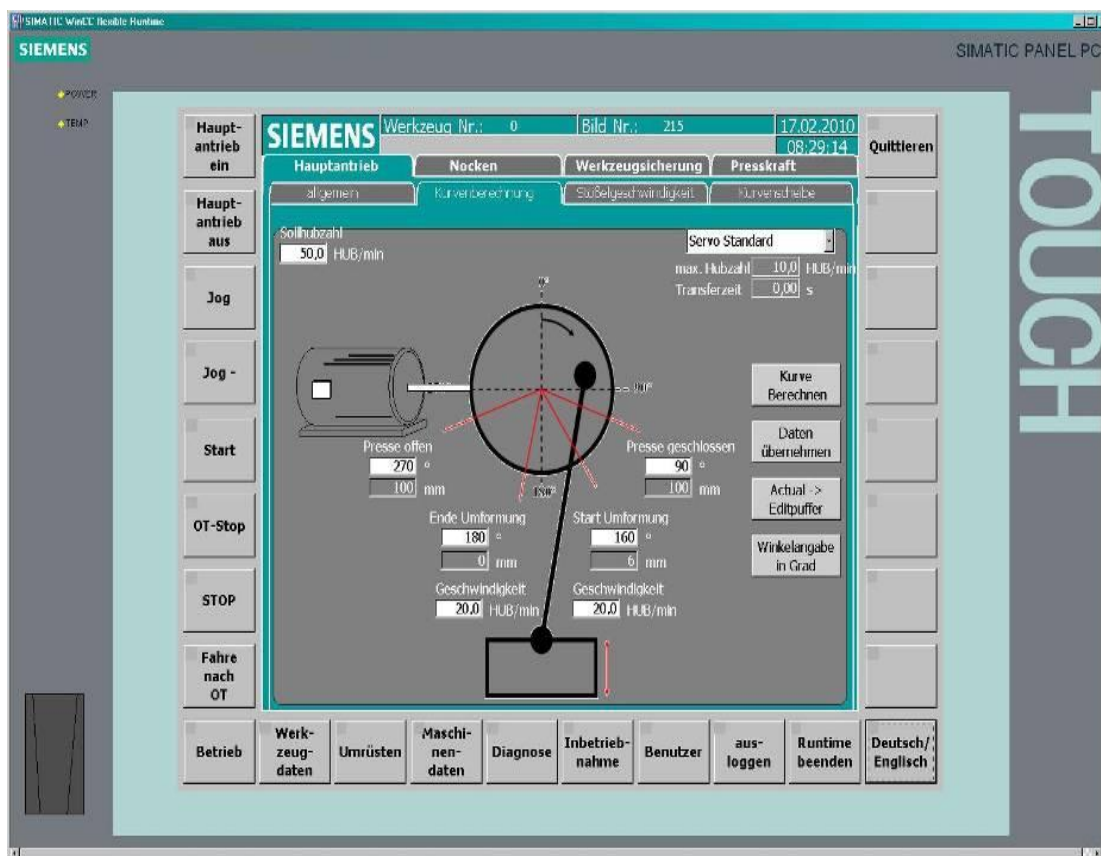 SIMATIC WinCC flexible Runtime
SIEMENS
SIMATIC PANEL PC
POWER
TEMP
TOUCH
Haupt-
antrieb
ein
Haupt-
antrieb
aus
Jog
Jog -
Start
OT-Stop
STOP
Fahre
nach
OT
SIEMENS
Werkzeug Nr.: 0
Bild Nr.: 215
17.02.2010
08:29:14
Quittieren
Hauptantrieb
Nocken
Werkzeugsicherung
Presskraft
allgemein
Kurvenberechnung
Stößelgeschwindigkeit
Kurvenscheibe
Sollhubzahl
50,0 HUB/min
Servo Standard
max. Hubzahl 10,0 HUB/min
Transferzeit 0,00 s
0°
90°
180°
Presse offen
270 °
100 mm
Presse geschlossen
90 °
100 mm
Ende Umformung
180 °
0 mm
Start Umformung
160 °
6 mm
Geschwindigkeit
20,0 HUB/min
Geschwindigkeit
20,0 HUB/min
Kurve
Berechnen
Daten
übernehmen
Actual ->
Editpuffer
Winkelangabe
in Grad
Betrieb
Werk-
zeug-
daten
Umrüsten
Maschi-
nen-
daten
Diagnose
Inbetrieb-
nahme
Benutzer
aus-
loggen
Runtime
beenden
Deutsch/
Englisch